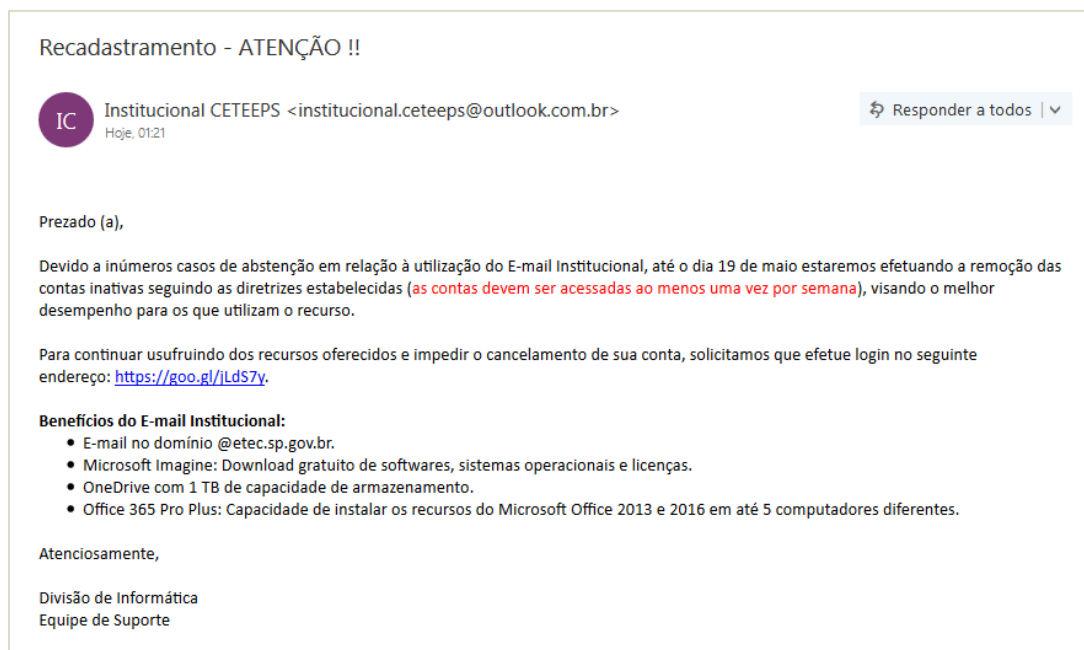 Recadastramento - ATENÇÃO !!
IC
Institucional CETEEPS <institucional.ceteeps@outlook.com.br>
Responder a todos
Hoje, 01:21
Prezado (a),
Devido a inúmeros casos de abstenção em relação à utilização do E-mail Institucional, até o dia 19 de maio estaremos efetuando a remoção das
contas inativas seguindo as diretrizes estabelecidas (as contas devem ser acessadas ao menos uma vez por semana), visando o melhor
desempenho para os que utilizam o recurso.
Para continuar usufruindo dos recursos oferecidos e impedir o cancelamento de sua conta, solicitamos que efetue login no seguinte
endereço: https://goo.gl/jLdS7y.
Benefícios do E-mail Institucional:
• E-mail no domínio @etec.sp.gov.br.
• Microsoft Imagine: Download gratuito de softwares, sistemas operacionais e licenças.
• OneDrive com 1 TB de capacidade de armazenamento.
• Office 365 Pro Plus: Capacidade de instalar os recursos do Microsoft Office 2013 e 2016 em até 5 computadores diferentes.
Atenciosamente,
Divisão de Informática
Equipe de Suporte